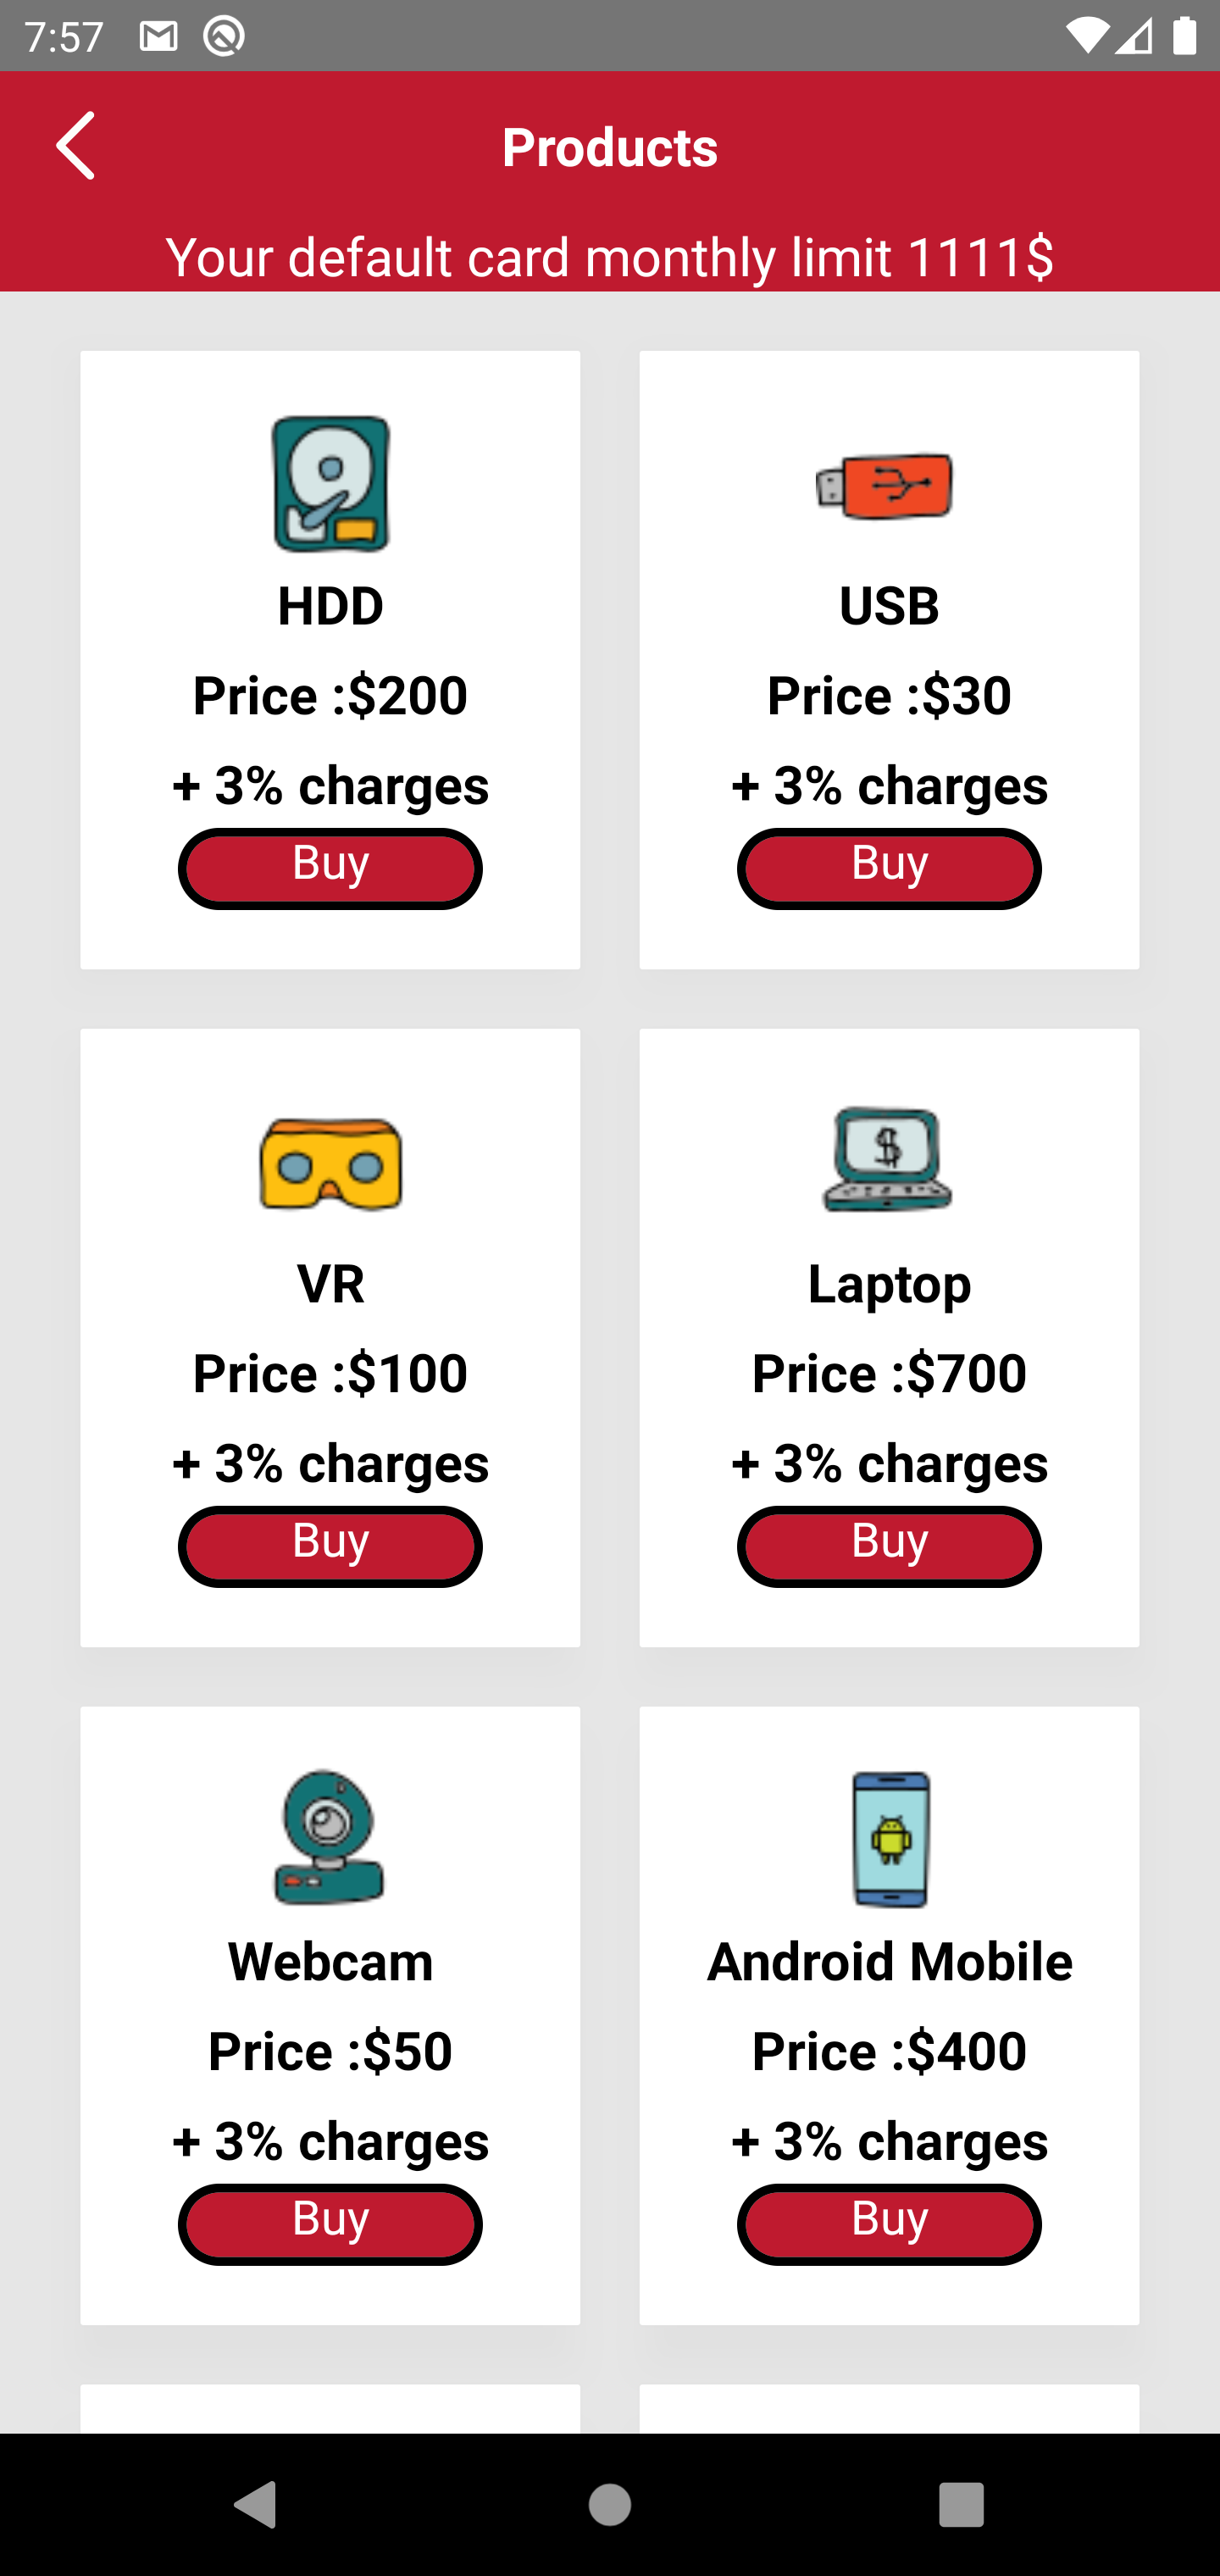 7:57
Products
Your default card monthly limit 1111$
HDD
Price :$200
+ 3% charges
Buy
USB
Price :$30
+ 3% charges
Buy
VR
Price :$100
+ 3% charges
Buy
$
Laptop
Price :$700
+ 3% charges
Buy
Webcam
Price :$50
+ 3% charges
Buy
Android Mobile
Price :$400
+ 3% charges
Buy